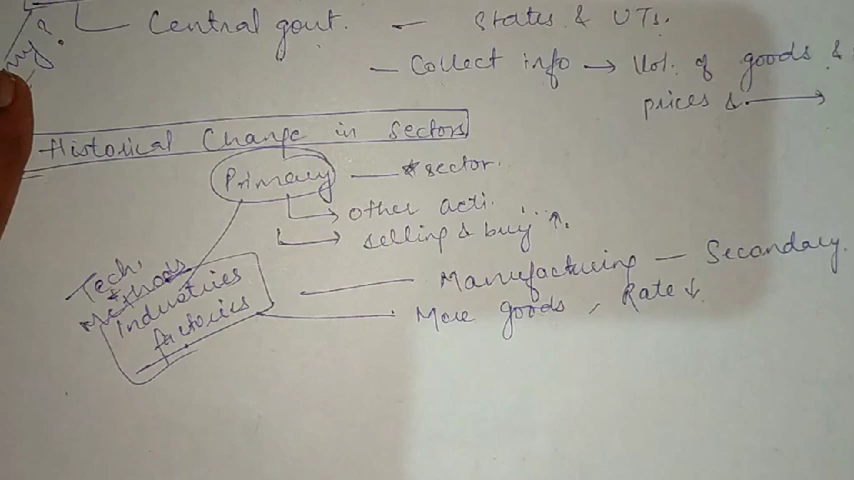 Central govt. — States & UTs.
— Collect info → Vol. of goods &
prices & →
Historical Change in Sectors
Primary — *sector.
→ other acti.
→ selling & buy... ↑.
Tech,
Methods
Industries
factories
— Manufacturing — Secondary.
— More goods, Rate ↓